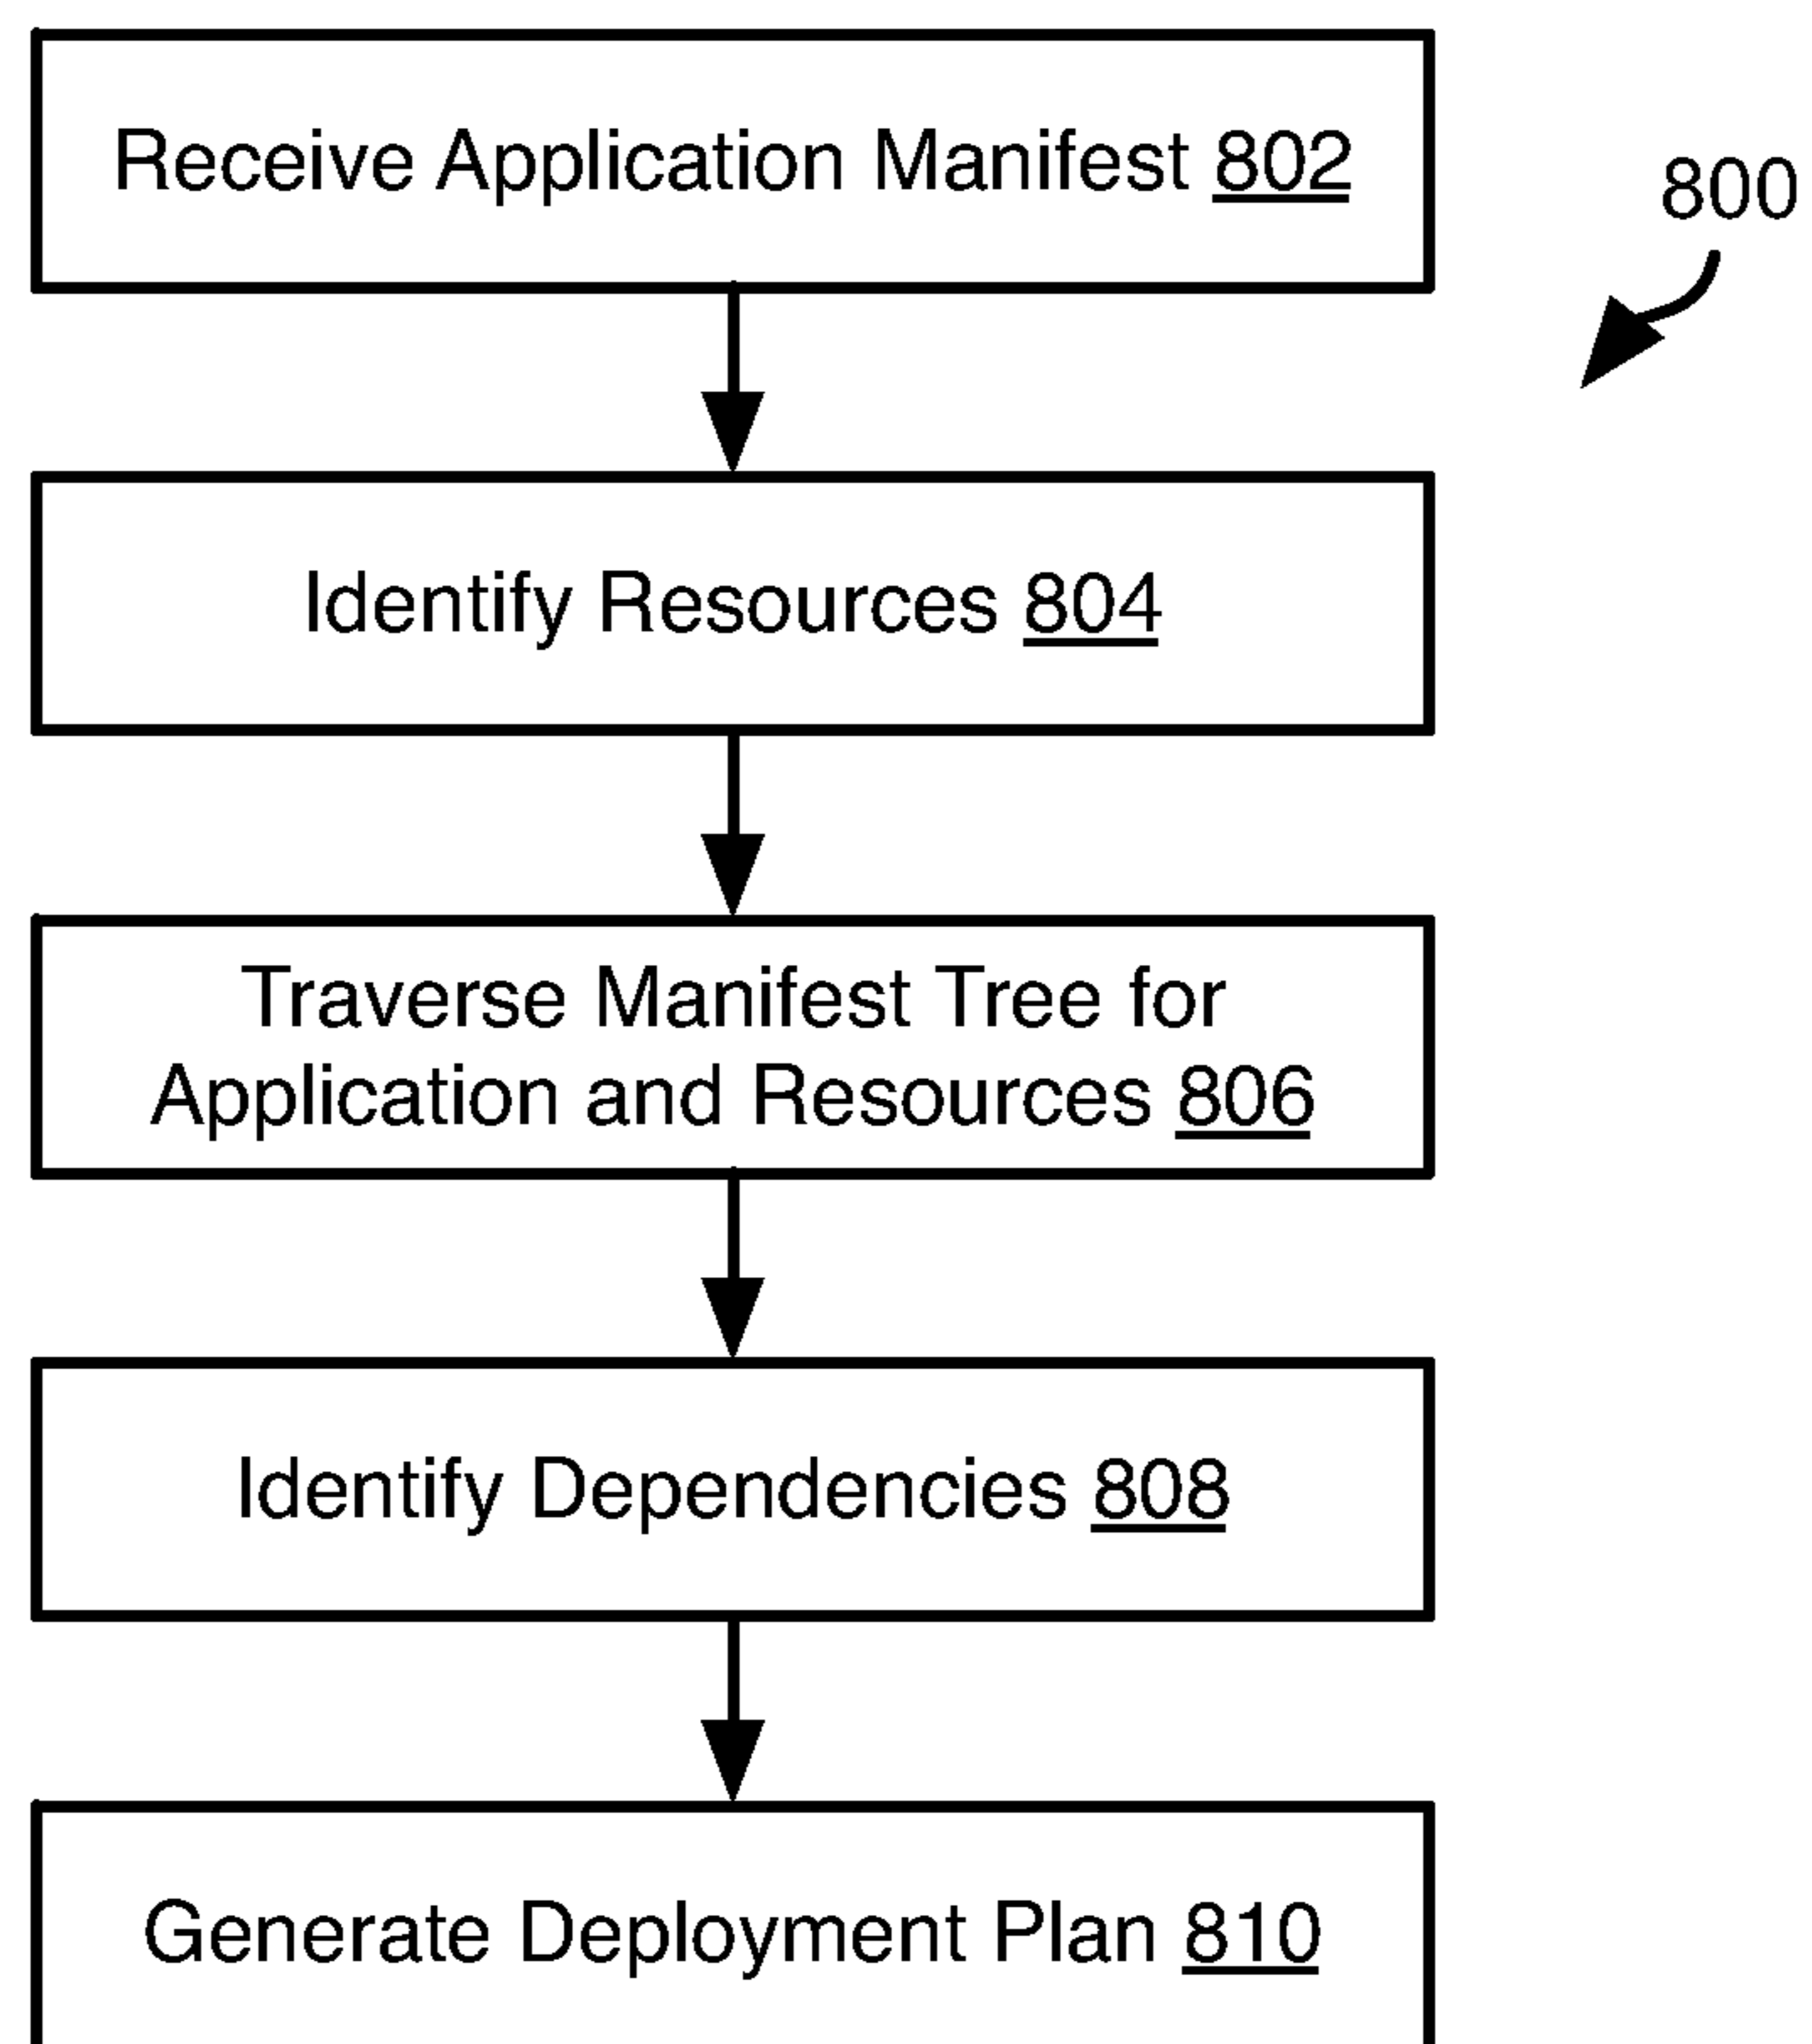 Receive Application Manifest 802
800
Identify Resources 804
Traverse Manifest Tree for
Application and Resources 806
Identify Dependencies 808
Generate Deployment Plan 810